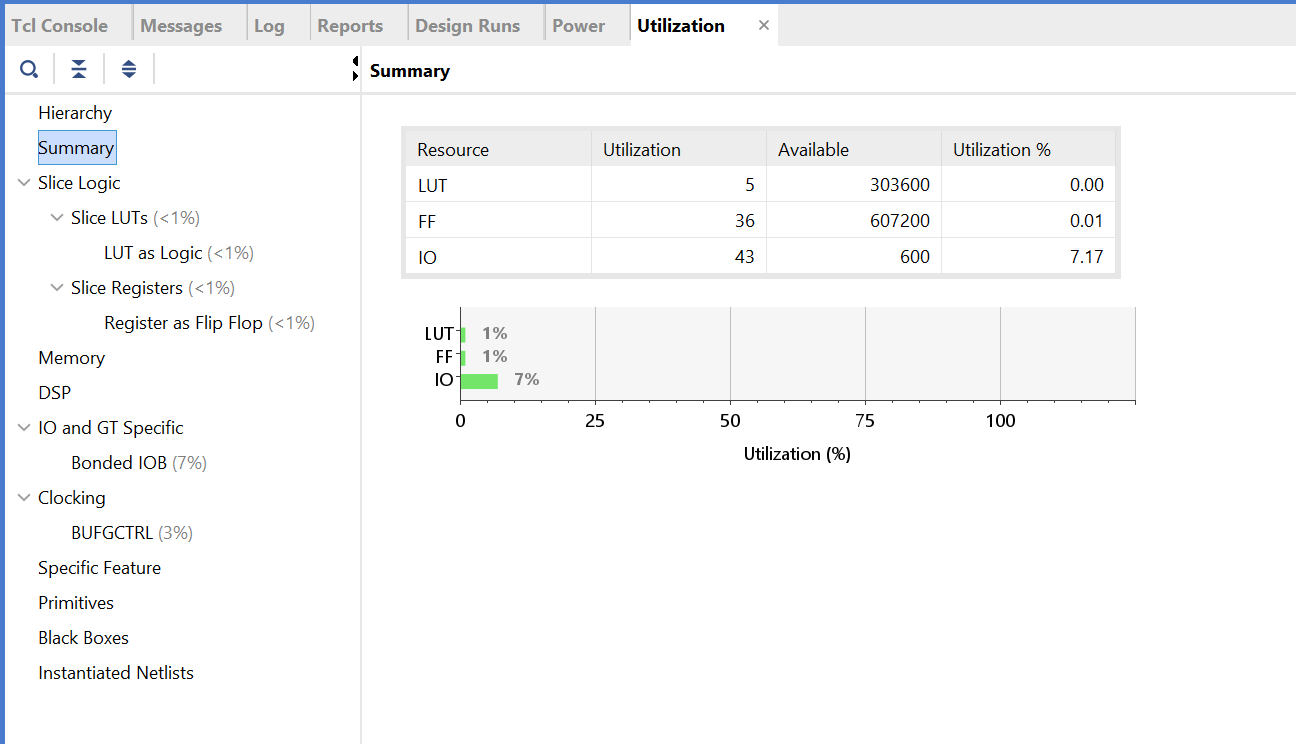 Tcl Console Messages Log Reports Design Runs Power Utilization ×
Summary
Hierarchy
Summary
Slice Logic
Slice LUTs (<1%)
LUT as Logic (<1%)
Slice Registers (<1%)
Register as Flip Flop (<1%)
Memory
DSP
IO and GT Specific
Bonded IOB (7%)
Clocking
BUFGCTRL (3%)
Specific Feature
Primitives
Black Boxes
Instantiated Netlists
Resource Utilization Available Utilization %
LUT 5 303600 0.00
FF 36 607200 0.01
IO 43 600 7.17
LUT 1%
FF 1%
IO 7%
0 25 50 75 100
Utilization (%)